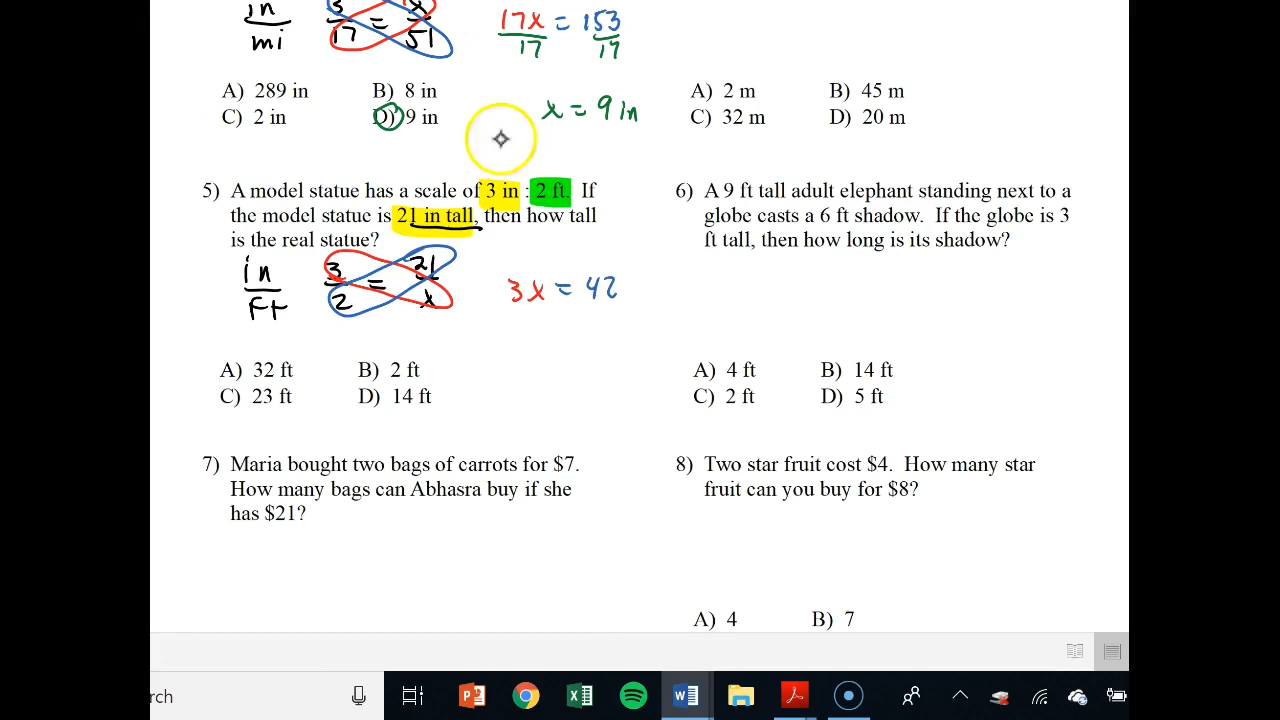 in 3 x 17x = 153
mi 17 = 51 17 17
A) 289 in B) 8 in
C) 2 in D) 9 in x = 9 in
A) 2 m B) 45 m
C) 32 m D) 20 m
5) A model statue has a scale of 3 in : 2 ft. If
the model statue is 21 in tall, then how tall
is the real statue?
in 3 = 21 3x = 42
Ft 2 x
A) 32 ft B) 2 ft
C) 23 ft D) 14 ft
6) A 9 ft tall adult elephant standing next to a
globe casts a 6 ft shadow. If the globe is 3
ft tall, then how long is its shadow?
A) 4 ft B) 14 ft
C) 2 ft D) 5 ft
7) Maria bought two bags of carrots for $7.
How many bags can Abhasra buy if she
has $21?
8) Two star fruit cost $4. How many star
fruit can you buy for $8?
A) 4 B) 7
rch